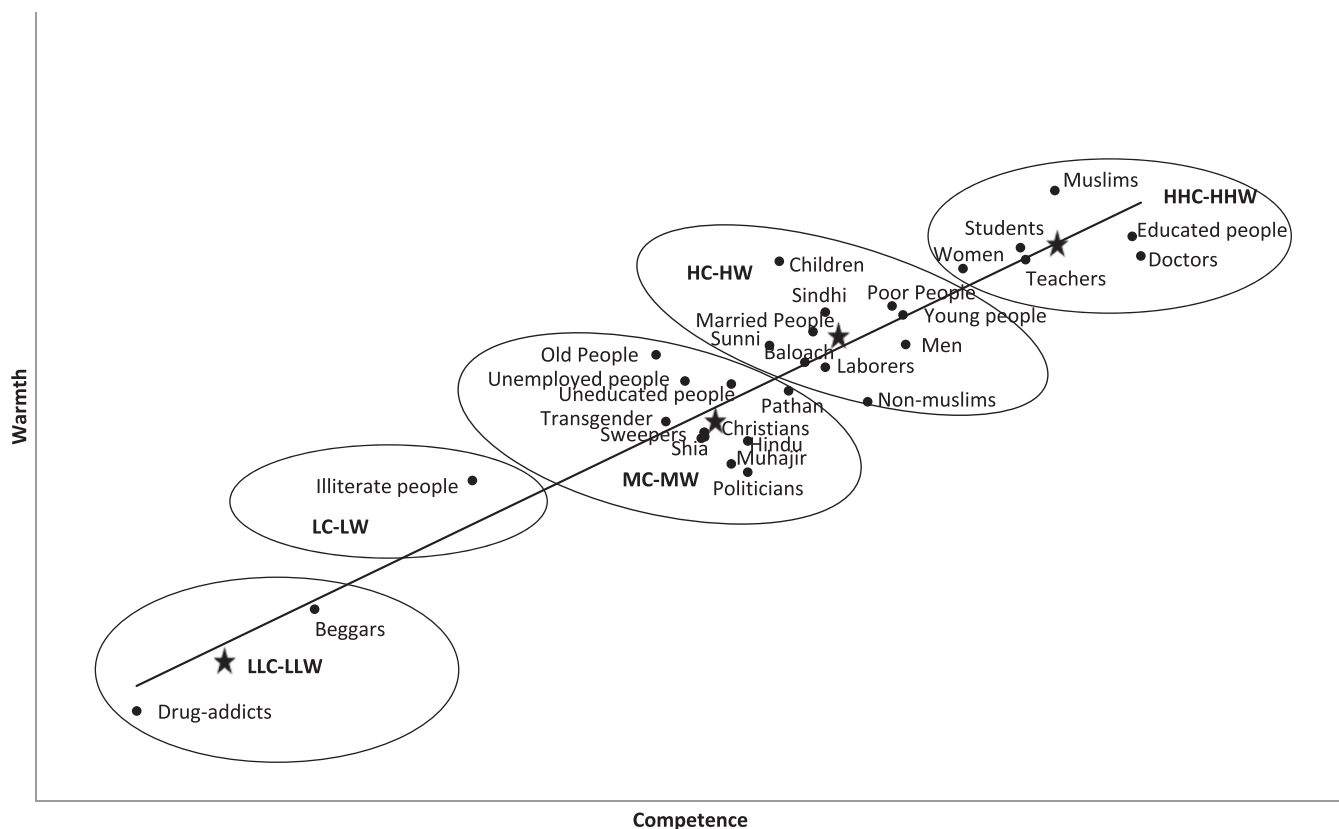 Muslims
HHC-HHW
Students
Educated people
Women
Doctors
Teachers
HC-HW
Children
Sindhi
Poor People
Married People
Young people
Sunni
Baloach
Men
Laborers
Old People
Unemployed people
Uneducated people
Non-muslims
Pathan
Transgender
Christians
Sweepers
Shia
Hindu
Muhajir
MC-MW
Politicians
Illiterate people
LC-LW
Beggars
LLC-LLW
Drug-addicts
Warmth
Competence